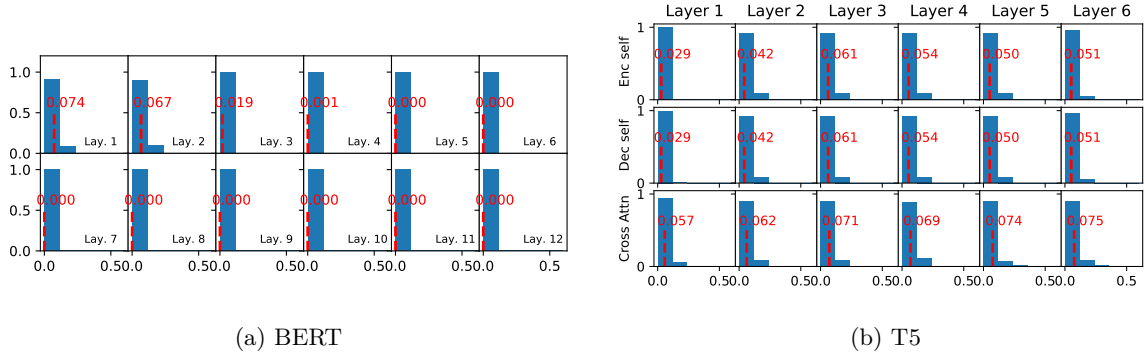 Layer 1 Layer 2 Layer 3 Layer 4 Layer 5 Layer 6
1.0 0.074 0.067 0.019 0.001 0.000 0.000
0.5
0.0 Lay. 1 Lay. 2 Lay. 3 Lay. 4 Lay. 5 Lay. 6
1.0 0.000 0.000 0.000 0.000 0.000 0.000
0.5
0.0 Lay. 7 Lay. 8 Lay. 9 Lay. 10 Lay. 11 Lay. 12
0.0 0.50.0 0.50.0 0.50.0 0.50.0 0.50.0 0.5
(a) BERT
Enc self 1 0.029 0.042 0.061 0.054 0.050 0.051
0
Dec self 1 0.029 0.042 0.061 0.054 0.050 0.051
0
Cross Attn 1 0.057 0.062 0.071 0.069 0.074 0.075
0
0.0 0.50.0 0.50.0 0.50.0 0.50.0 0.50.0 0.5
(b) T5